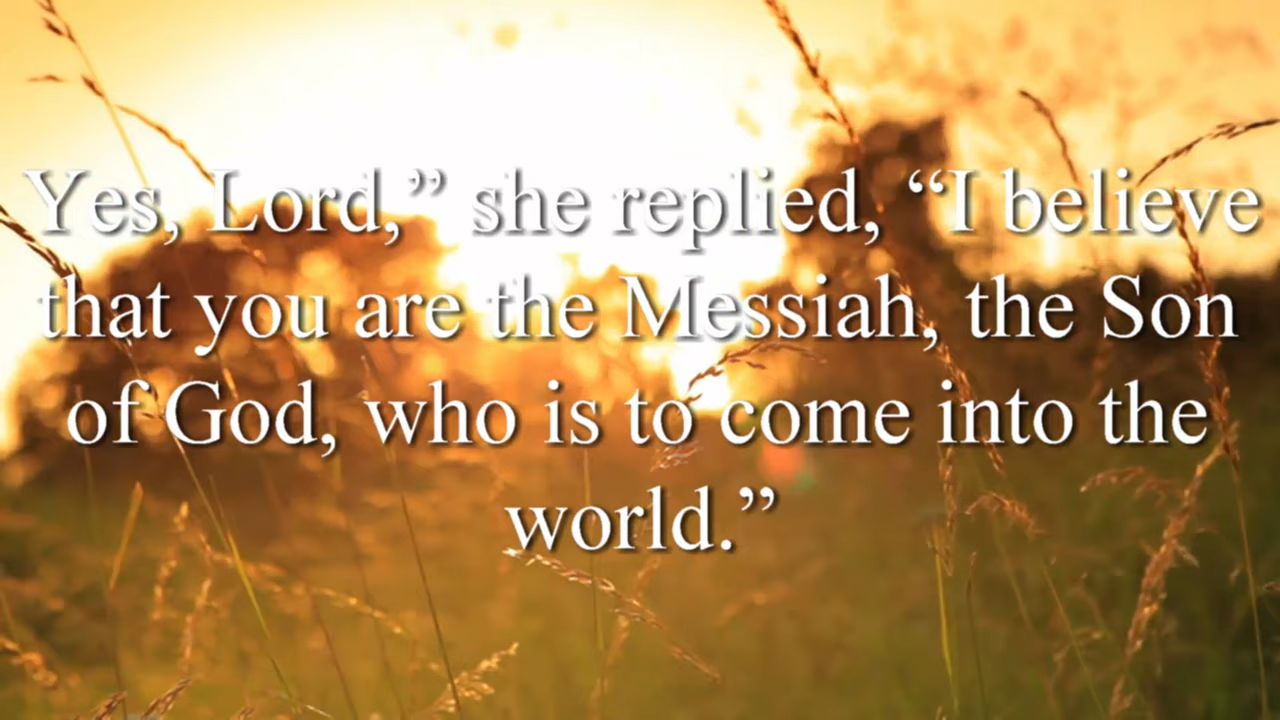 Yes, Lord,” she replied, “I believe
that you are the Messiah, the Son
of God, who is to come into the
world.”